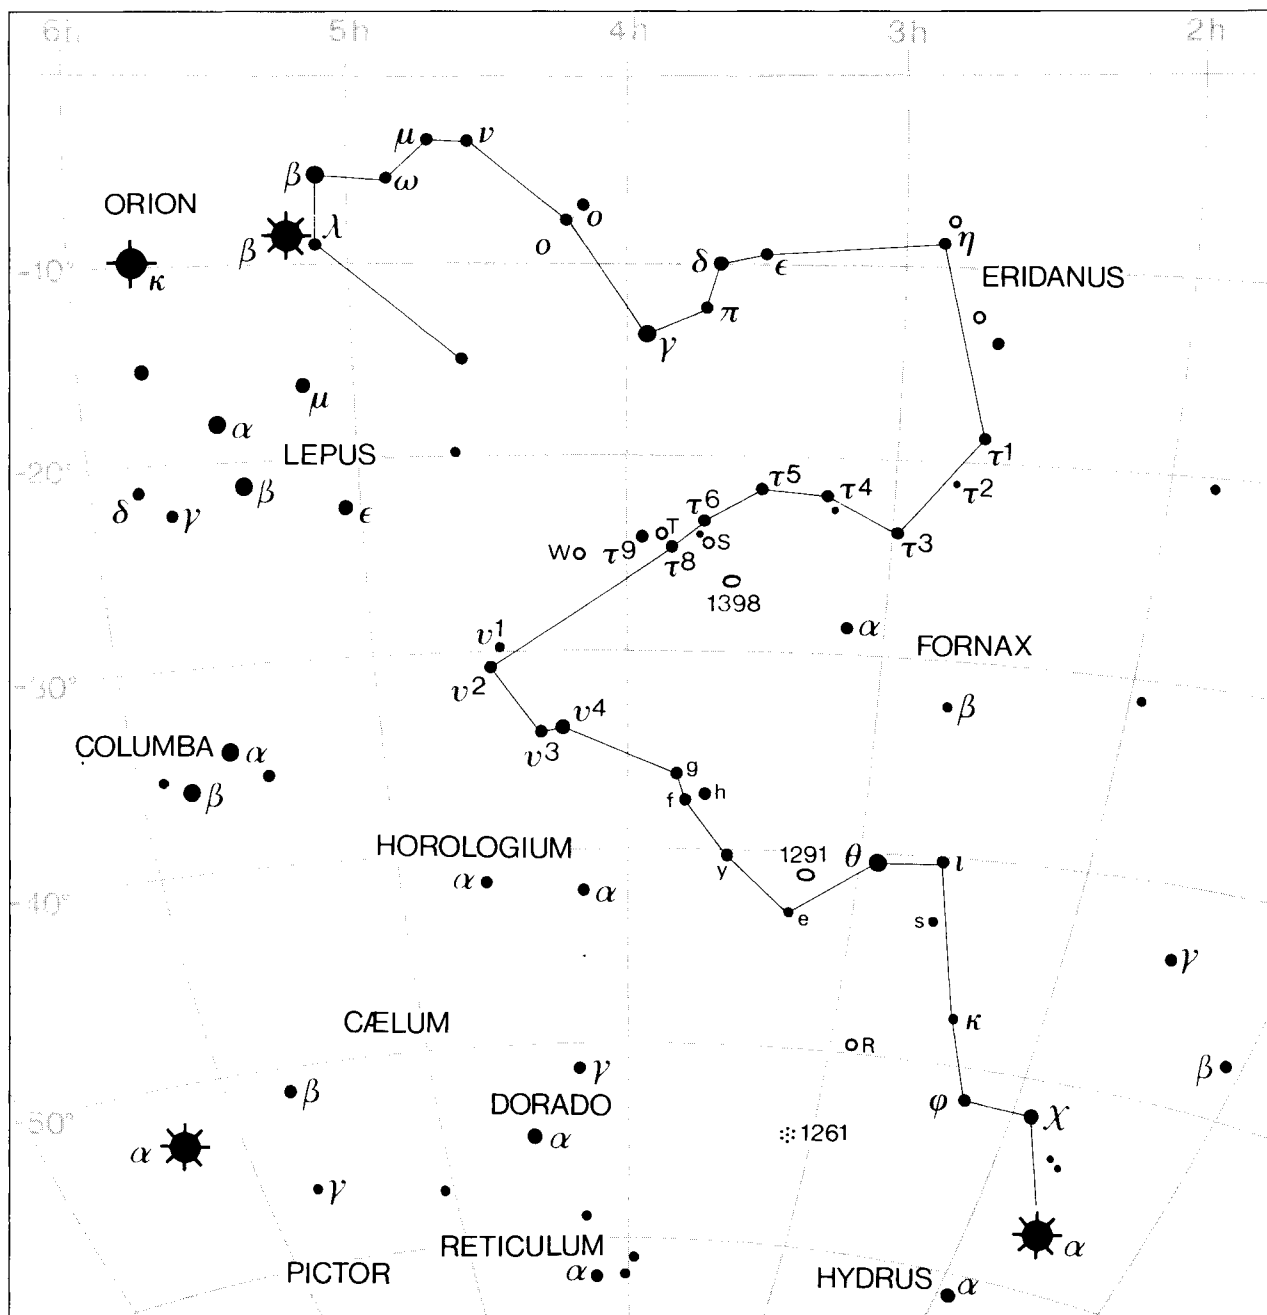 6h 5h 4h 3h 2h
μ ν
β ω
ORION λ ο
β ο η
-10° κ δ ε ERIDANUS
π
γ
μ
α
LEPUS τ1
-20° β τ5 τ4 τ2
δ γ ε τ6
T τ3
W τ9 S
τ8
1398
α
υ1 FORNAX
-30° υ2
υ4 β
COLUMBA α υ3
β g
f h
HOROLOGIUM 1291 θ ι
α α y
-40° e s
γ
CÆLUM κ
R
γ β
β DORADO φ χ
-50° α 1261
α
γ
RETICULUM α
PICTOR α HYDRUS α